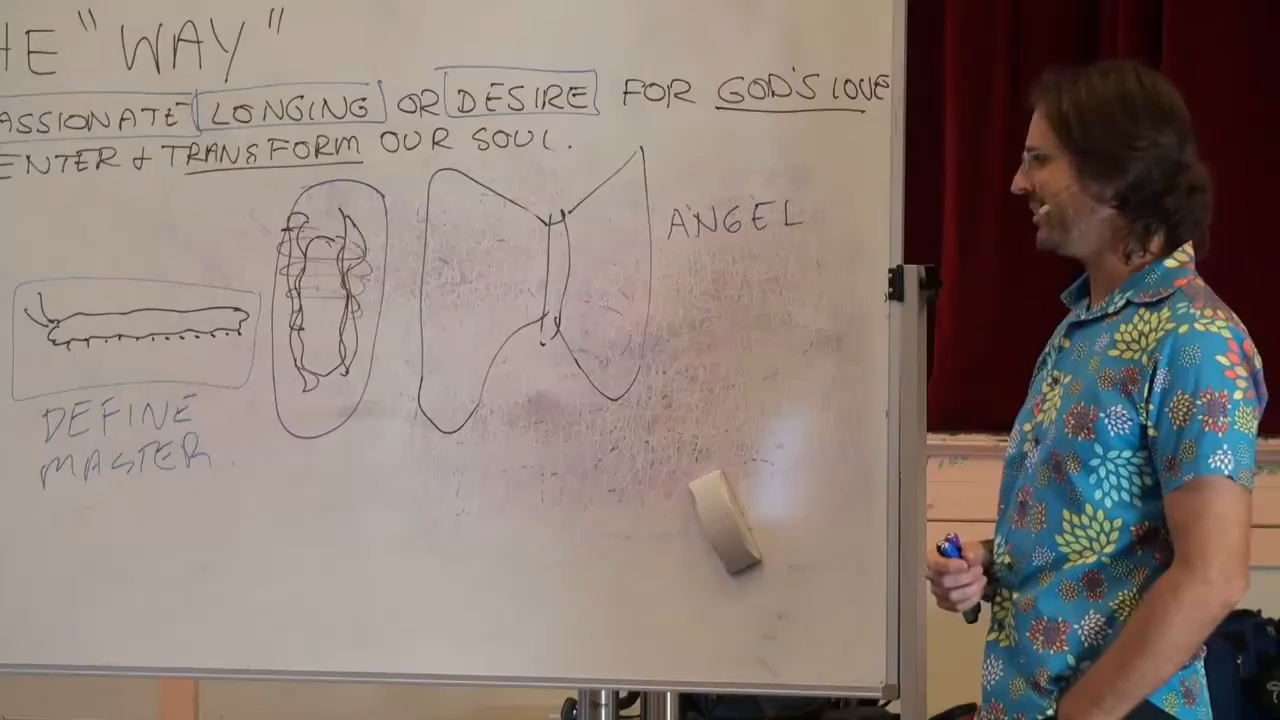 HE "WAY"
ASSIONATE LONGING OR DESIRE FOR GOD'S LOVE
ENTER & TRANSFORM OUR SOUL.
ANGEL
DEFINE
MASTER.